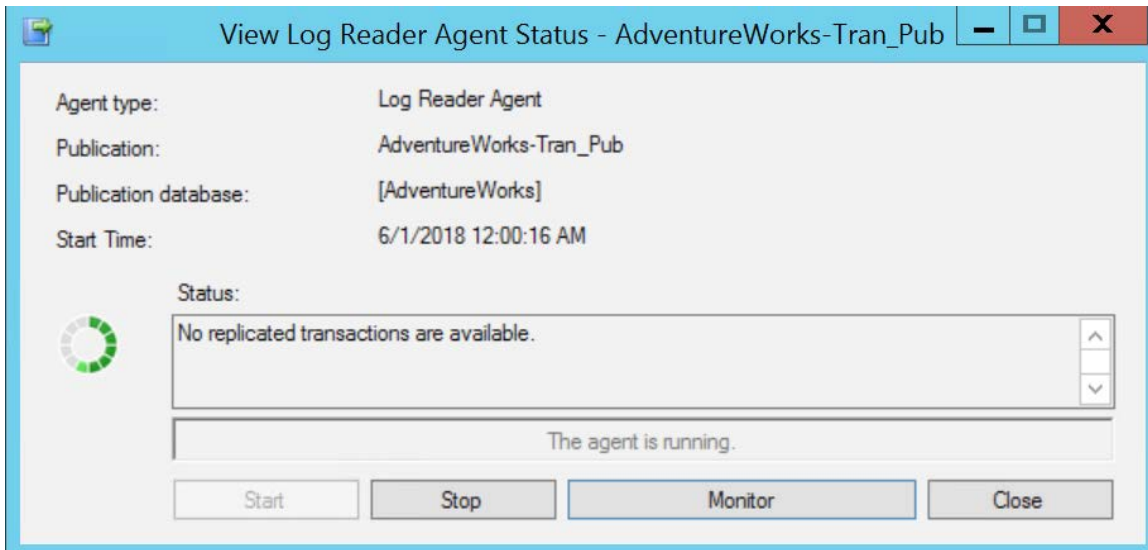 View Log Reader Agent Status - AdventureWorks-Tran_Pub
Agent type: Log Reader Agent
Publication: AdventureWorks-Tran_Pub
Publication database: [AdventureWorks]
Start Time: 6/1/2018 12:00:16 AM
Status:
No replicated transactions are available.
The agent is running.
Start Stop Monitor Close